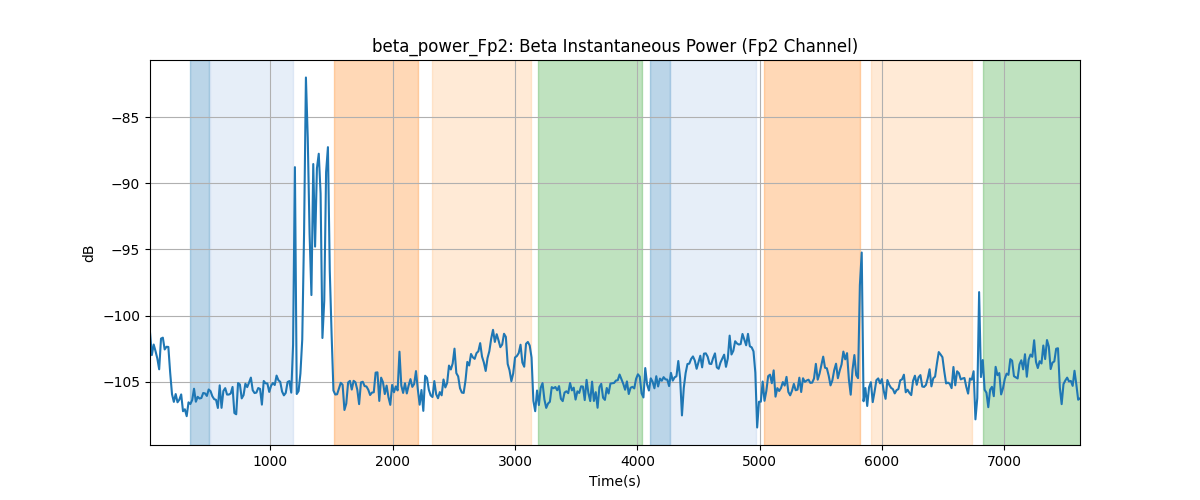 beta_power_Fp2: Beta Instantaneous Power (Fp2 Channel)
dB
−85
−90
−95
−100
−105
1000 2000 3000 4000 5000 6000 7000
Time(s)